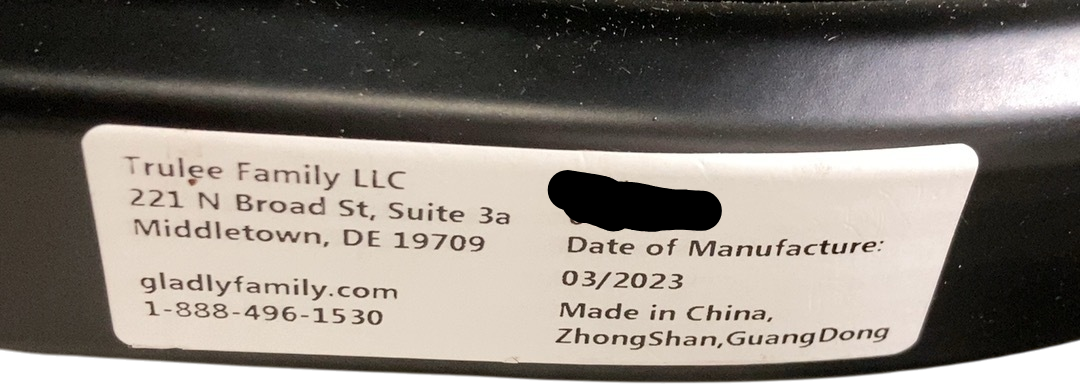 Trulee Family LLC
221 N Broad St, Suite 3a
Middletown, DE 19709
gladlyfamily.com
1-888-496-1530
Date of Manufacture:
03/2023
Made in China,
ZhongShan,GuangDong